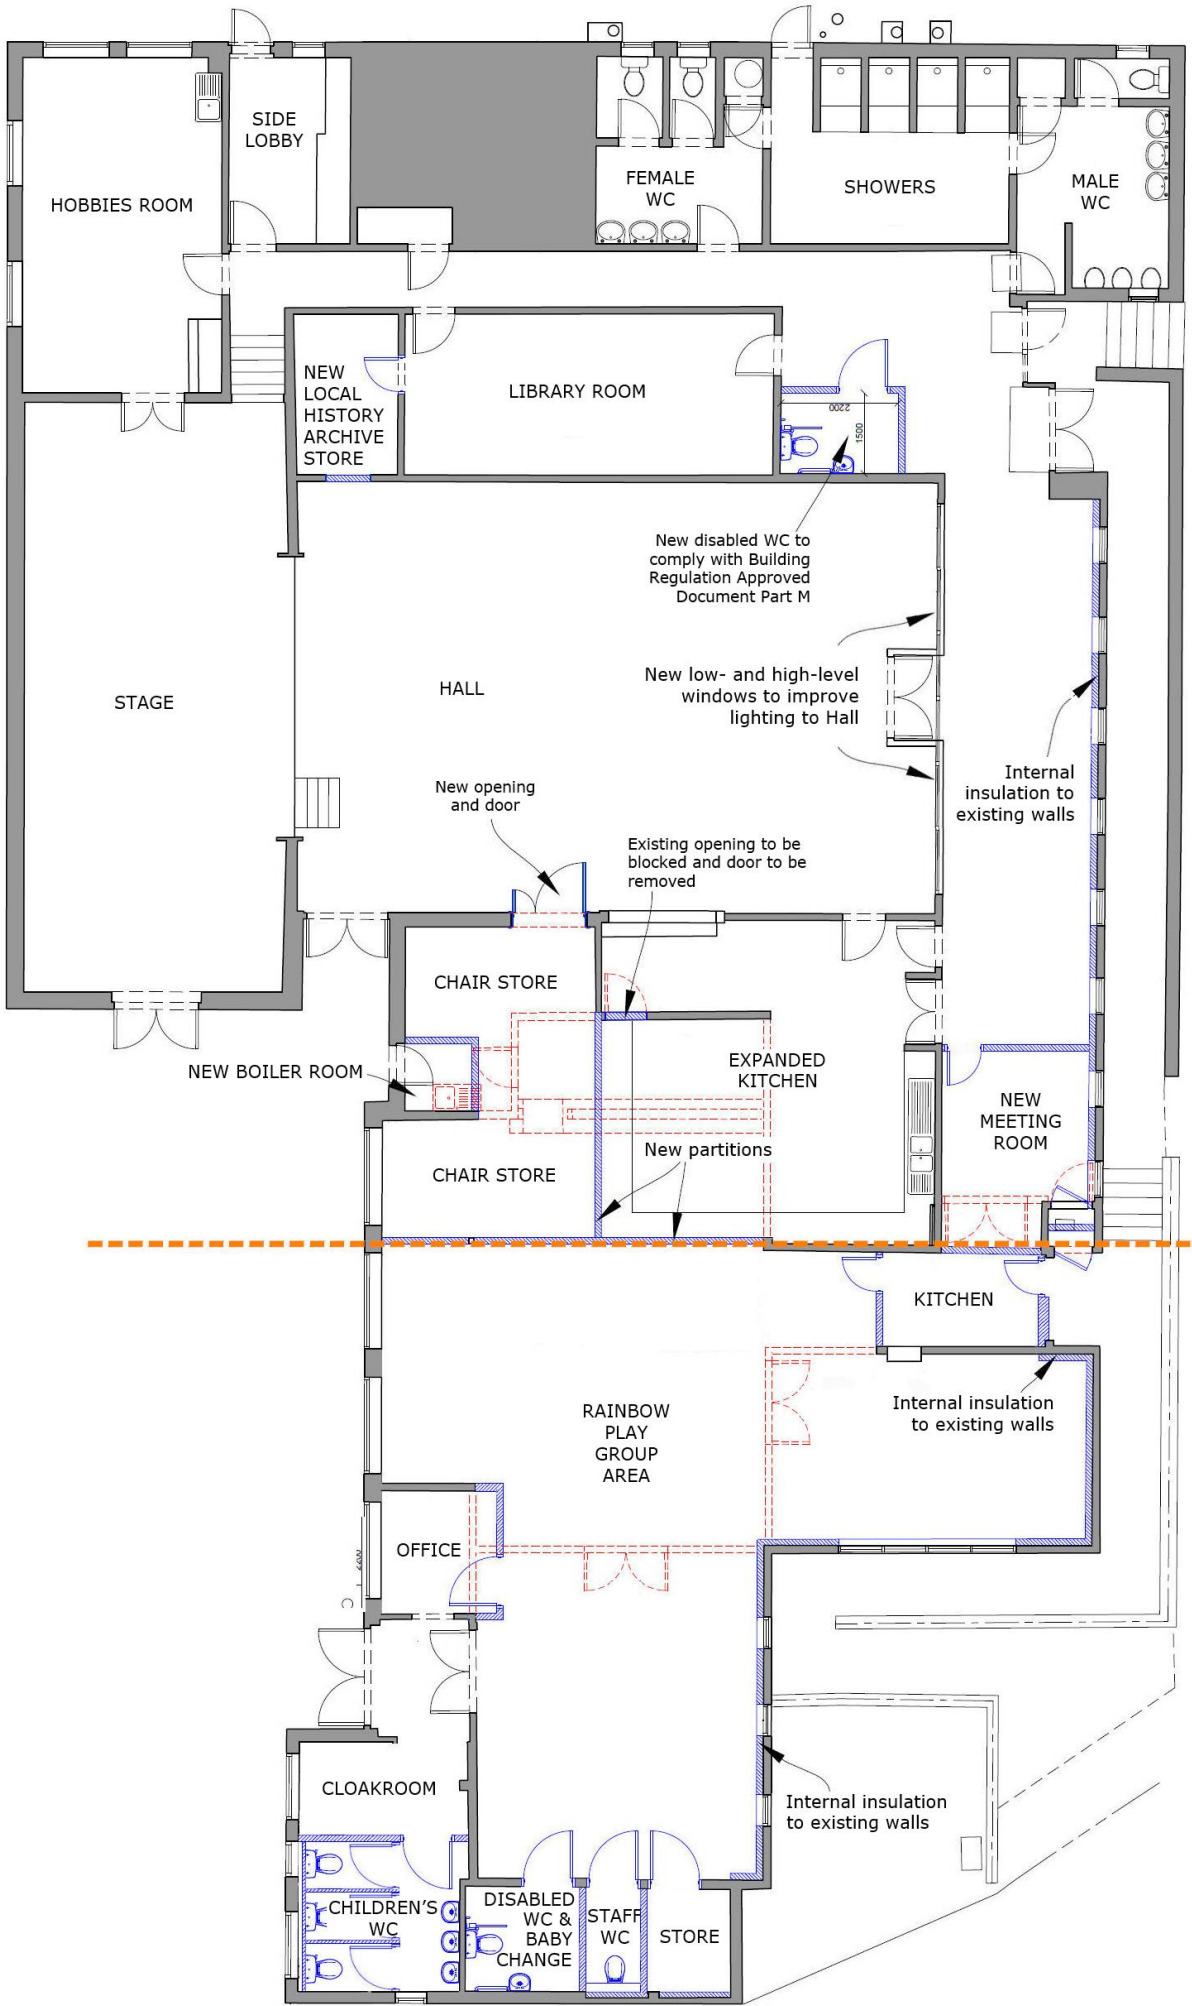 SIDE
LOBBY
HOBBIES ROOM
FEMALE
WC
SHOWERS
MALE
WC
NEW
LOCAL
HISTORY
ARCHIVE
STORE
LIBRARY ROOM
2200
1500
New disabled WC to
comply with Building
Regulation Approved
Document Part M
STAGE
HALL
New low- and high-level
windows to improve
lighting to Hall
Internal
insulation to
existing walls
New opening
and door
Existing opening to be
blocked and door to be
removed
CHAIR STORE
NEW BOILER ROOM
EXPANDED
KITCHEN
NEW
MEETING
ROOM
New partitions
CHAIR STORE
KITCHEN
RAINBOW
PLAY
GROUP
AREA
Internal insulation
to existing walls
OFFICE
CLOAKROOM
Internal insulation
to existing walls
CHILDREN'S
WC
DISABLED
WC &
BABY
CHANGE
STAFF
WC
STORE